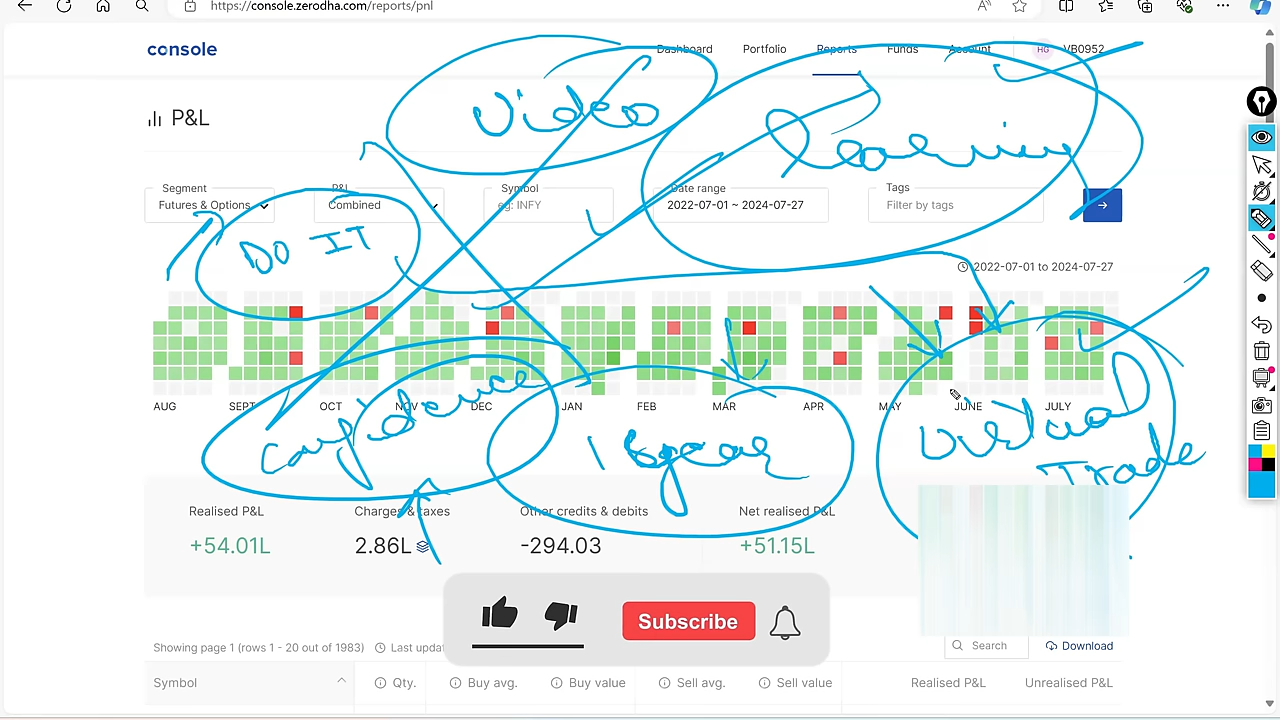 https://console.zerodha.com/reports/pnl
console
Dashboard Portfolio Reports Funds Account HG VB0952
Video
Learning
P&L
Segment P&L Symbol Date range Tags
Futures & Options Combined eg: INFY 2022-07-01 ~ 2024-07-27 Filter by tags
DO IT
2022-07-01 to 2024-07-27
AUG SEPT OCT NOV DEC JAN FEB MAR APR MAY JUNE JULY
Confidence
1 year
Virtual
Trade
Realised P&L Charges & taxes Other credits & debits Net realised P&L
+54.01L 2.86L -294.03 +51.15L
Subscribe
Showing page 1 (rows 1 - 20 out of 1983) Last upda Search Download
Symbol Qty. Buy avg. Buy value Sell avg. Sell value Realised P&L Unrealised P&L